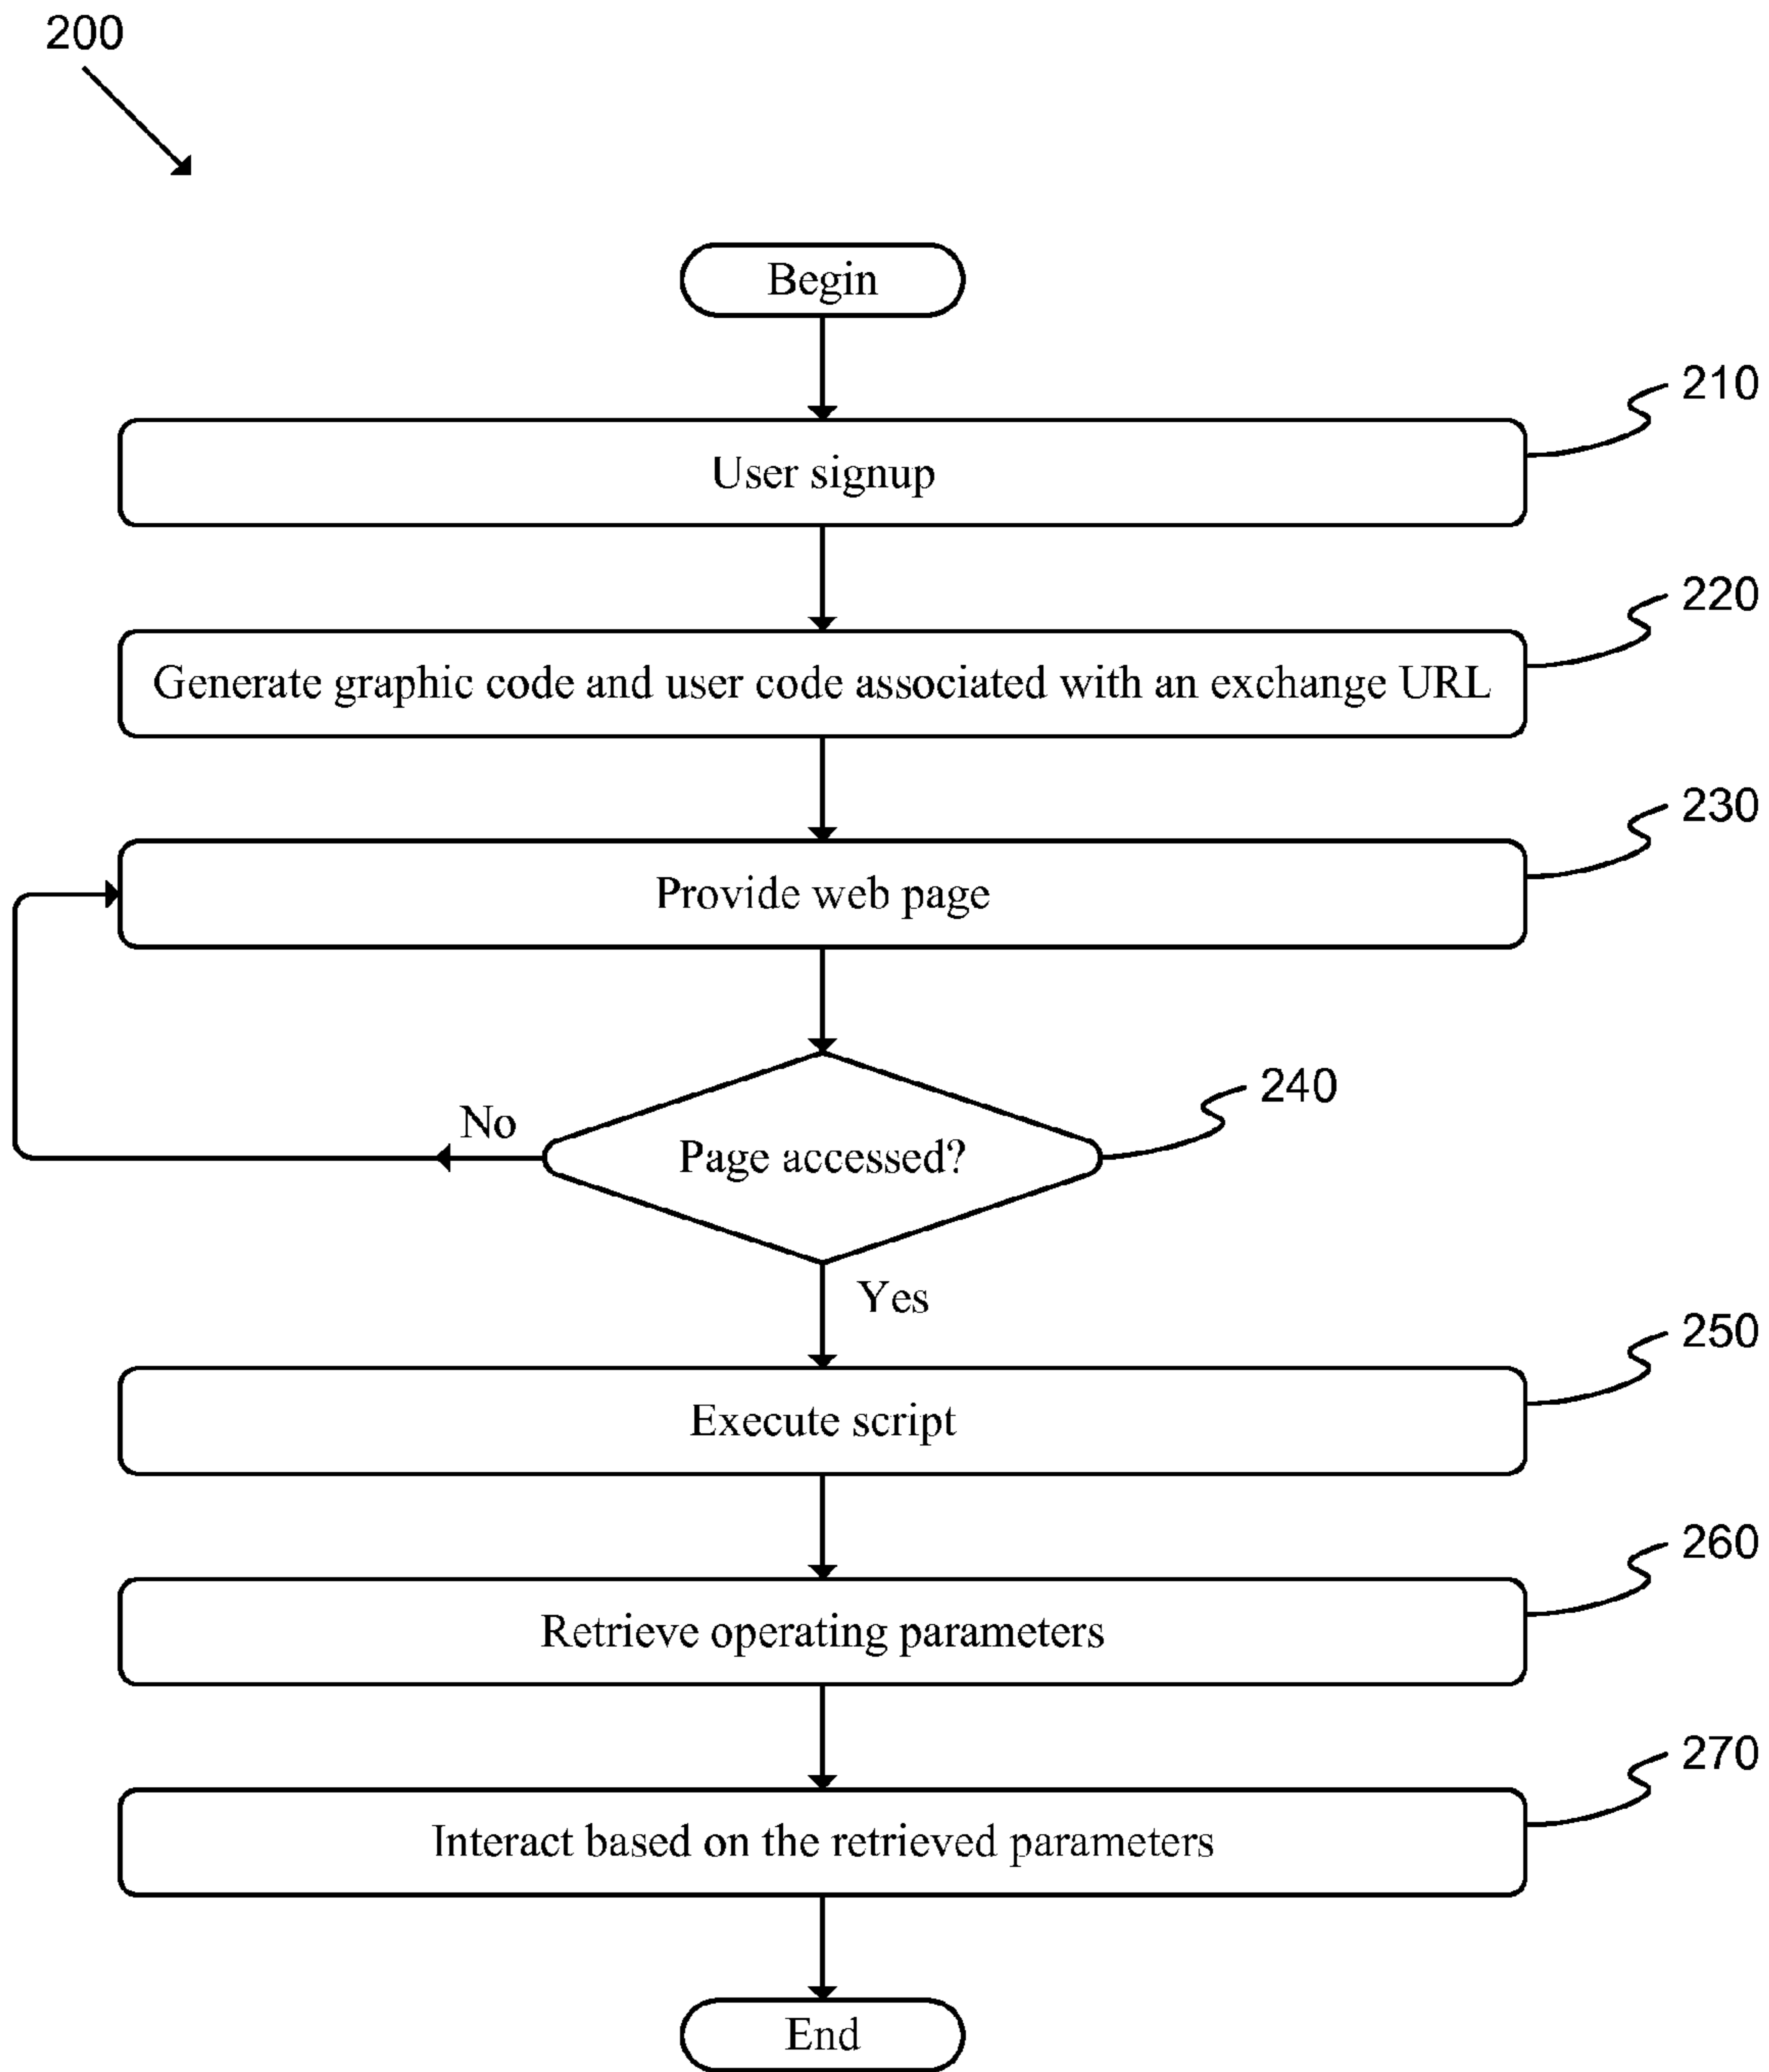 200
Begin
210
User signup
220
Generate graphic code and user code associated with an exchange URL
230
Provide web page
240
No
Page accessed?
Yes
250
Execute script
260
Retrieve operating parameters
270
Interact based on the retrieved parameters
End